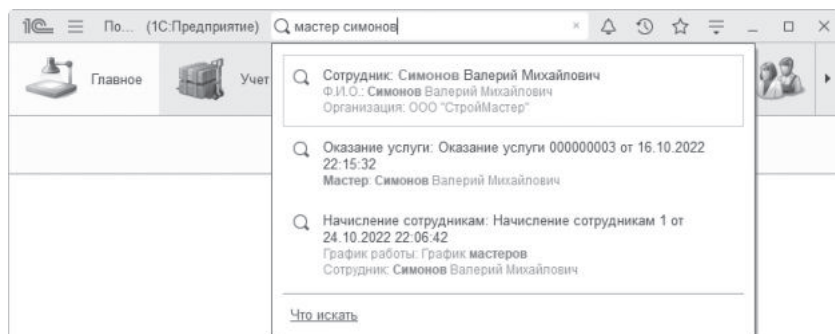 1С По... (1С:Предприятие) мастер симонов
Главное Учет
Сотрудник: Симонов Валерий Михайлович
Ф.И.О.: Симонов Валерий Михайлович
Организация: ООО "СтройМастер"
Оказание услуги: Оказание услуги 000000003 от 16.10.2022
22:15:32
Мастер: Симонов Валерий Михайлович
Начисление сотрудникам: Начисление сотрудникам 1 от
24.10.2022 22:06:42
График работы: График мастеров
Сотрудник: Симонов Валерий Михайлович
Что искать